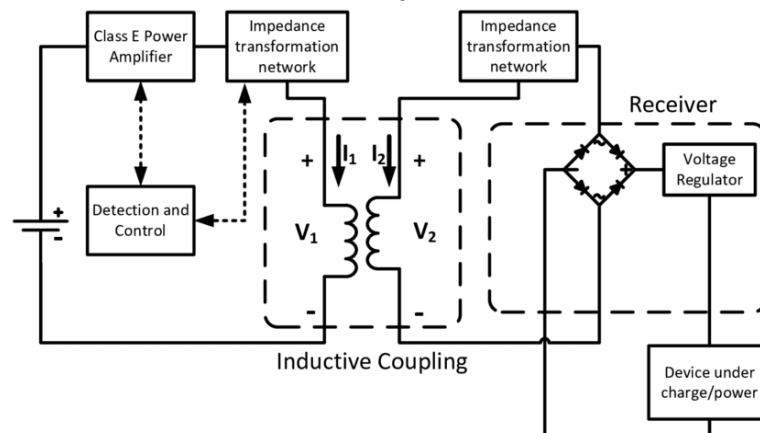 Class E Power
Amplifier
Impedance
transformation
network
Impedance
transformation
network
Receiver
+
I1
I2
+
~
-
+
~
Voltage
Regulator
+
-
Detection and
Control
V1
V2
-
-
Inductive Coupling
Device under
charge/power